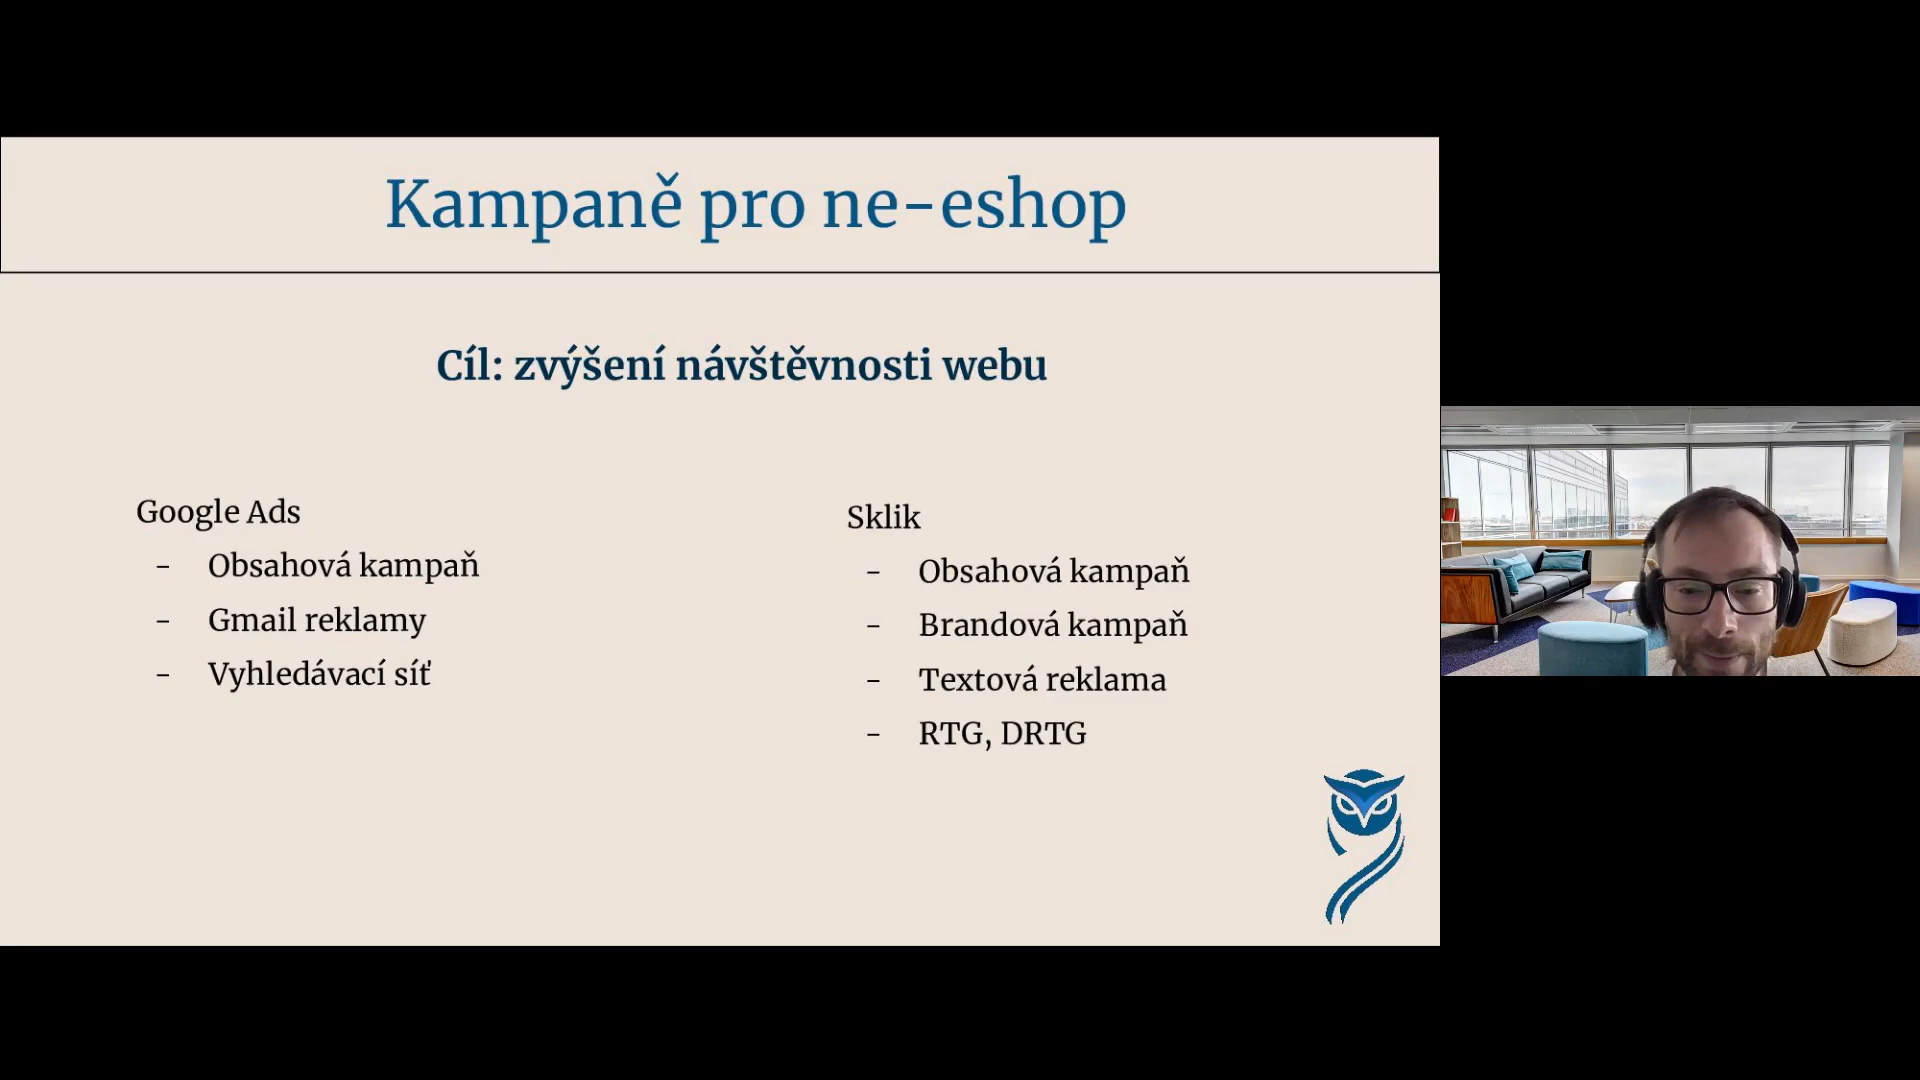 Kampaně pro ne-eshop
Cíl: zvýšení návštěvnosti webu
Google Ads
- Obsahová kampaň
- Gmail reklamy
- Vyhledávací síť
Sklik
- Obsahová kampaň
- Brandová kampaň
- Textová reklama
- RTG, DRTG